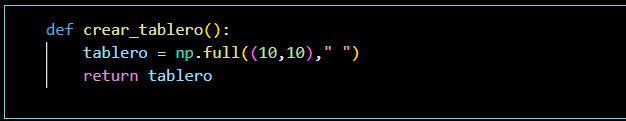 def crear_tablero():
    tablero = np.full((10,10)," ")
    return tablero